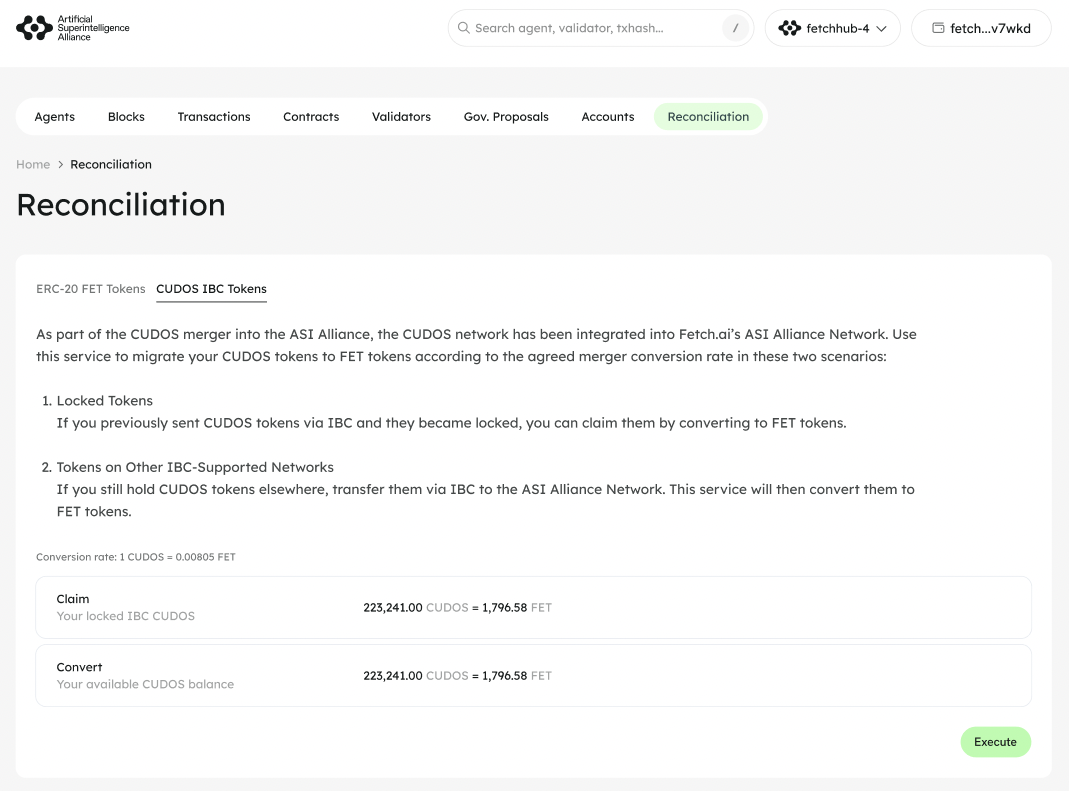 Artificial
Superintelligence
Alliance
Search agent, validator, txhash...
/
fetchhub-4
fetch...v7wkd
Agents
Blocks
Transactions
Contracts
Validators
Gov. Proposals
Accounts
Reconciliation
Home > Reconciliation
Reconciliation
ERC-20 FET Tokens
CUDOS IBC Tokens
As part of the CUDOS merger into the ASI Alliance, the CUDOS network has been integrated into Fetch.ai’s ASI Alliance Network. Use
this service to migrate your CUDOS tokens to FET tokens according to the agreed merger conversion rate in these two scenarios:
1. Locked Tokens
If you previously sent CUDOS tokens via IBC and they became locked, you can claim them by converting to FET tokens.
2. Tokens on Other IBC-Supported Networks
If you still hold CUDOS tokens elsewhere, transfer them via IBC to the ASI Alliance Network. This service will then convert them to
FET tokens.
Conversion rate: 1 CUDOS = 0.00805 FET
Claim
Your locked IBC CUDOS
223,241.00 CUDOS = 1,796.58 FET
Convert
Your available CUDOS balance
223,241.00 CUDOS = 1,796.58 FET
Execute